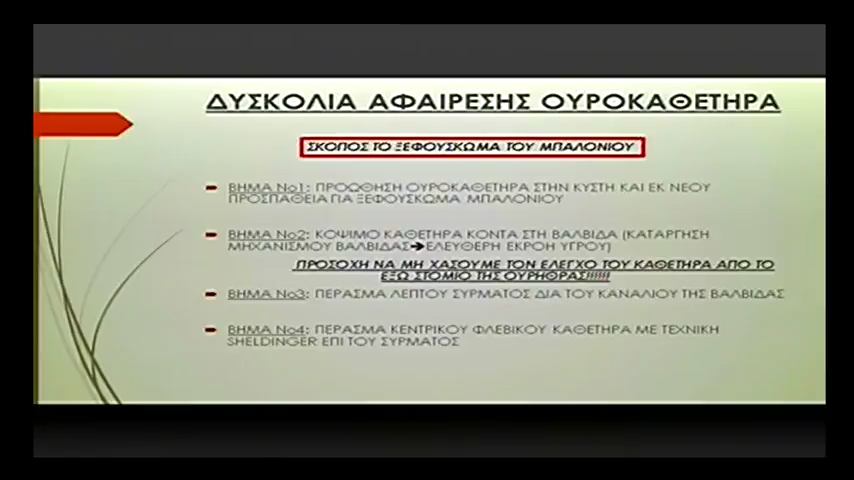 ΔΥΣΚΟΛΙΑ ΑΦΑΙΡΕΣΗΣ ΟΥΡΟΚΑΘΕΤΗΡΑ
ΣΚΟΠΟΣ ΤΟ ΞΕΦΟΥΣΚΩΜΑ ΤΟΥ ΜΠΑΛΟΝΙΟΥ
ΒΗΜΑ Νο1: ΠΡΟΩΘΗΣΗ ΟΥΡΟΚΑΘΕΤΗΡΑ ΣΤΗΝ ΚΥΣΤΗ ΚΑΙ ΕΚ ΝΕΟΥ
ΠΡΟΣΠΑΘΕΙΑ ΓΙΑ ΞΕΦΟΥΣΚΩΜΑ ΜΠΑΛΟΝΙΟΥ
ΒΗΜΑ Νο2: ΚΟΨΙΜΟ ΚΑΘΕΤΗΡΑ ΚΟΝΤΑ ΣΤΗ ΒΑΛΒΙΔΑ (ΚΑΤΑΡΓΗΣΗ
ΜΗΧΑΝΙΣΜΟΥ ΒΑΛΒΙΔΑΣ➔ΕΛΕΥΘΕΡΗ ΕΚΡΟΗ ΥΓΡΟΥ)
ΠΡΟΣΟΧΗ ΝΑ ΜΗ ΧΑΣΟΥΜΕ ΤΟΝ ΕΛΕΓΧΟ ΤΟΥ ΚΑΘΕΤΗΡΑ ΑΠΟ ΤΟ
ΕΞΩ ΣΤΟΜΙΟ ΤΗΣ ΟΥΡΗΘΡΑΣ!!!!!!
ΒΗΜΑ Νο3: ΠΕΡΑΣΜΑ ΛΕΠΤΟΥ ΣΥΡΜΑΤΟΣ ΔΙΑ ΤΟΥ ΚΑΝΑΛΙΟΥ ΤΗΣ ΒΑΛΒΙΔΑΣ
ΒΗΜΑ Νο4: ΠΕΡΑΣΜΑ ΚΕΝΤΡΙΚΟΥ ΦΛΕΒΙΚΟΥ ΚΑΘΕΤΗΡΑ ΜΕ ΤΕΧΝΙΚΗ
SHELDINGER ΕΠΙ ΤΟΥ ΣΥΡΜΑΤΟΣ